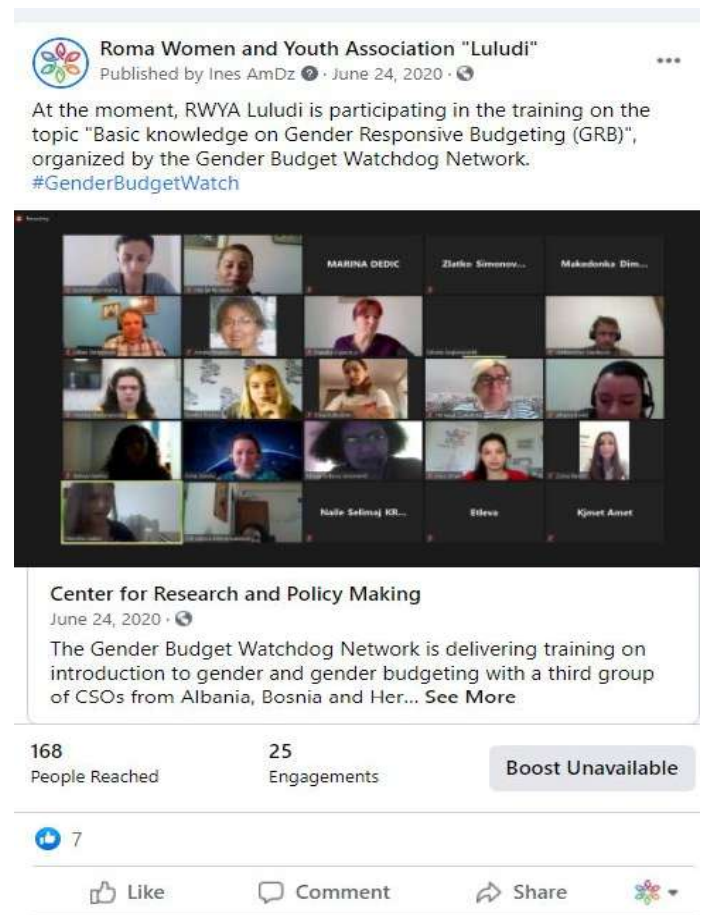 Roma Women and Youth Association "Luludi"
Published by Ines AmDz · June 24, 2020 ·
At the moment, RWYA Luludi is participating in the training on the
topic "Basic knowledge on Gender Responsive Budgeting (GRB)",
organized by the Gender Budget Watchdog Network.
#GenderBudgetWatch
Recording
MARINA DEDIC
Zlatko Simonov...
Makedonka Dim...
Naile Selimaj KR...
Etleva
Kjmet Amet
Center for Research and Policy Making
June 24, 2020 ·
The Gender Budget Watchdog Network is delivering training on
introduction to gender and gender budgeting with a third group
of CSOs from Albania, Bosnia and Her... See More
168
People Reached
25
Engagements
Boost Unavailable
7
Like
Comment
Share